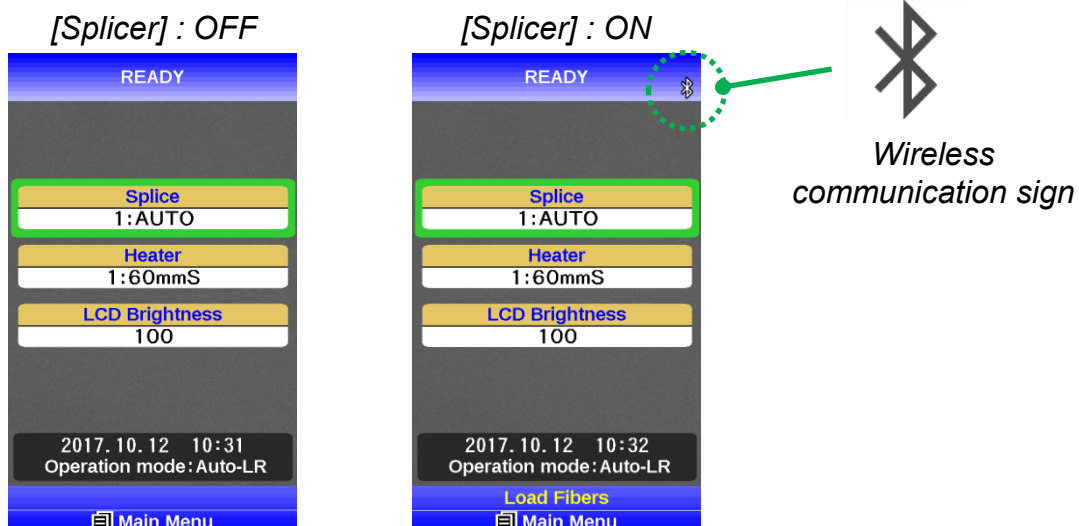 [Splicer] : OFF
READY
Splice
1:AUTO
Heater
1:60mmS
LCD Brightness
100
2017.10.12 10:31
Operation mode:Auto-LR
Main Menu
[Splicer] : ON
READY
Splice
1:AUTO
Heater
1:60mmS
LCD Brightness
100
2017.10.12 10:32
Operation mode:Auto-LR
Load Fibers
Main Menu
Wireless
communication sign